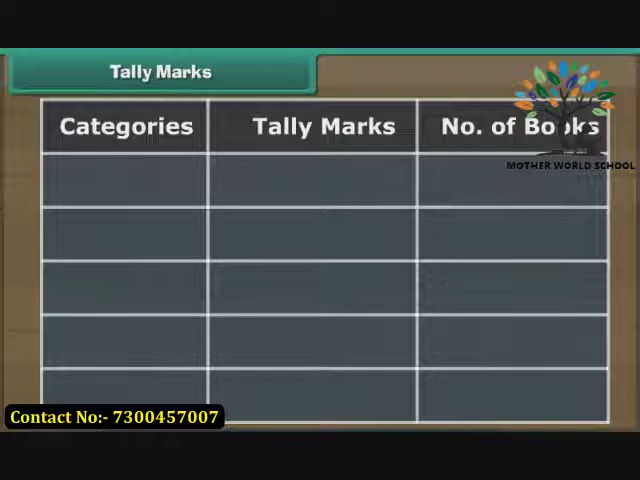 Tally Marks
Categories Tally Marks No. of Books
MOTHER WORLD SCHOOL
Contact No:- 7300457007